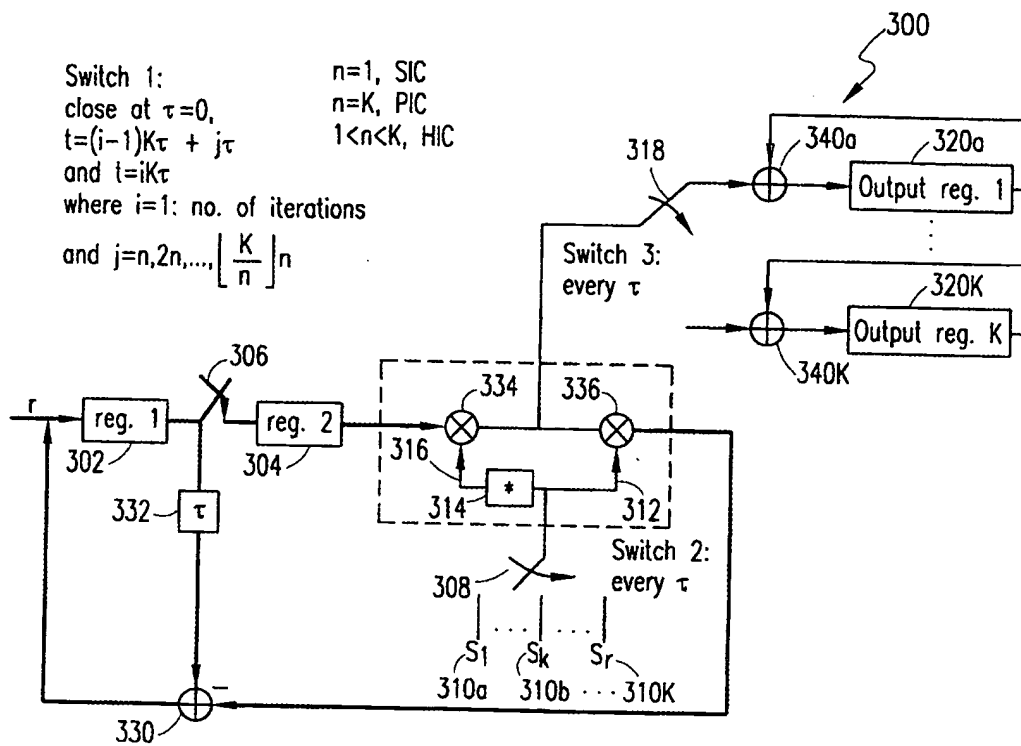 300
Switch 1:
close at τ=0,
t=(i-1)Kτ + jτ
and t=iKτ
where i=1: no. of iterations
and j=n,2n,...,⌊K/n⌋n
n=1, SIC
n=K, PIC
1<n<K, HIC
318
340a
320a
Output reg. 1
Switch 3:
every τ
320K
Output reg. K
340K
306
r
reg. 1
302
reg. 2
304
334
336
316
314
*
312
332
τ
308
Switch 2:
every τ
S1 ..... Sk ..... Sr
310a 310b ... 310K
−
330